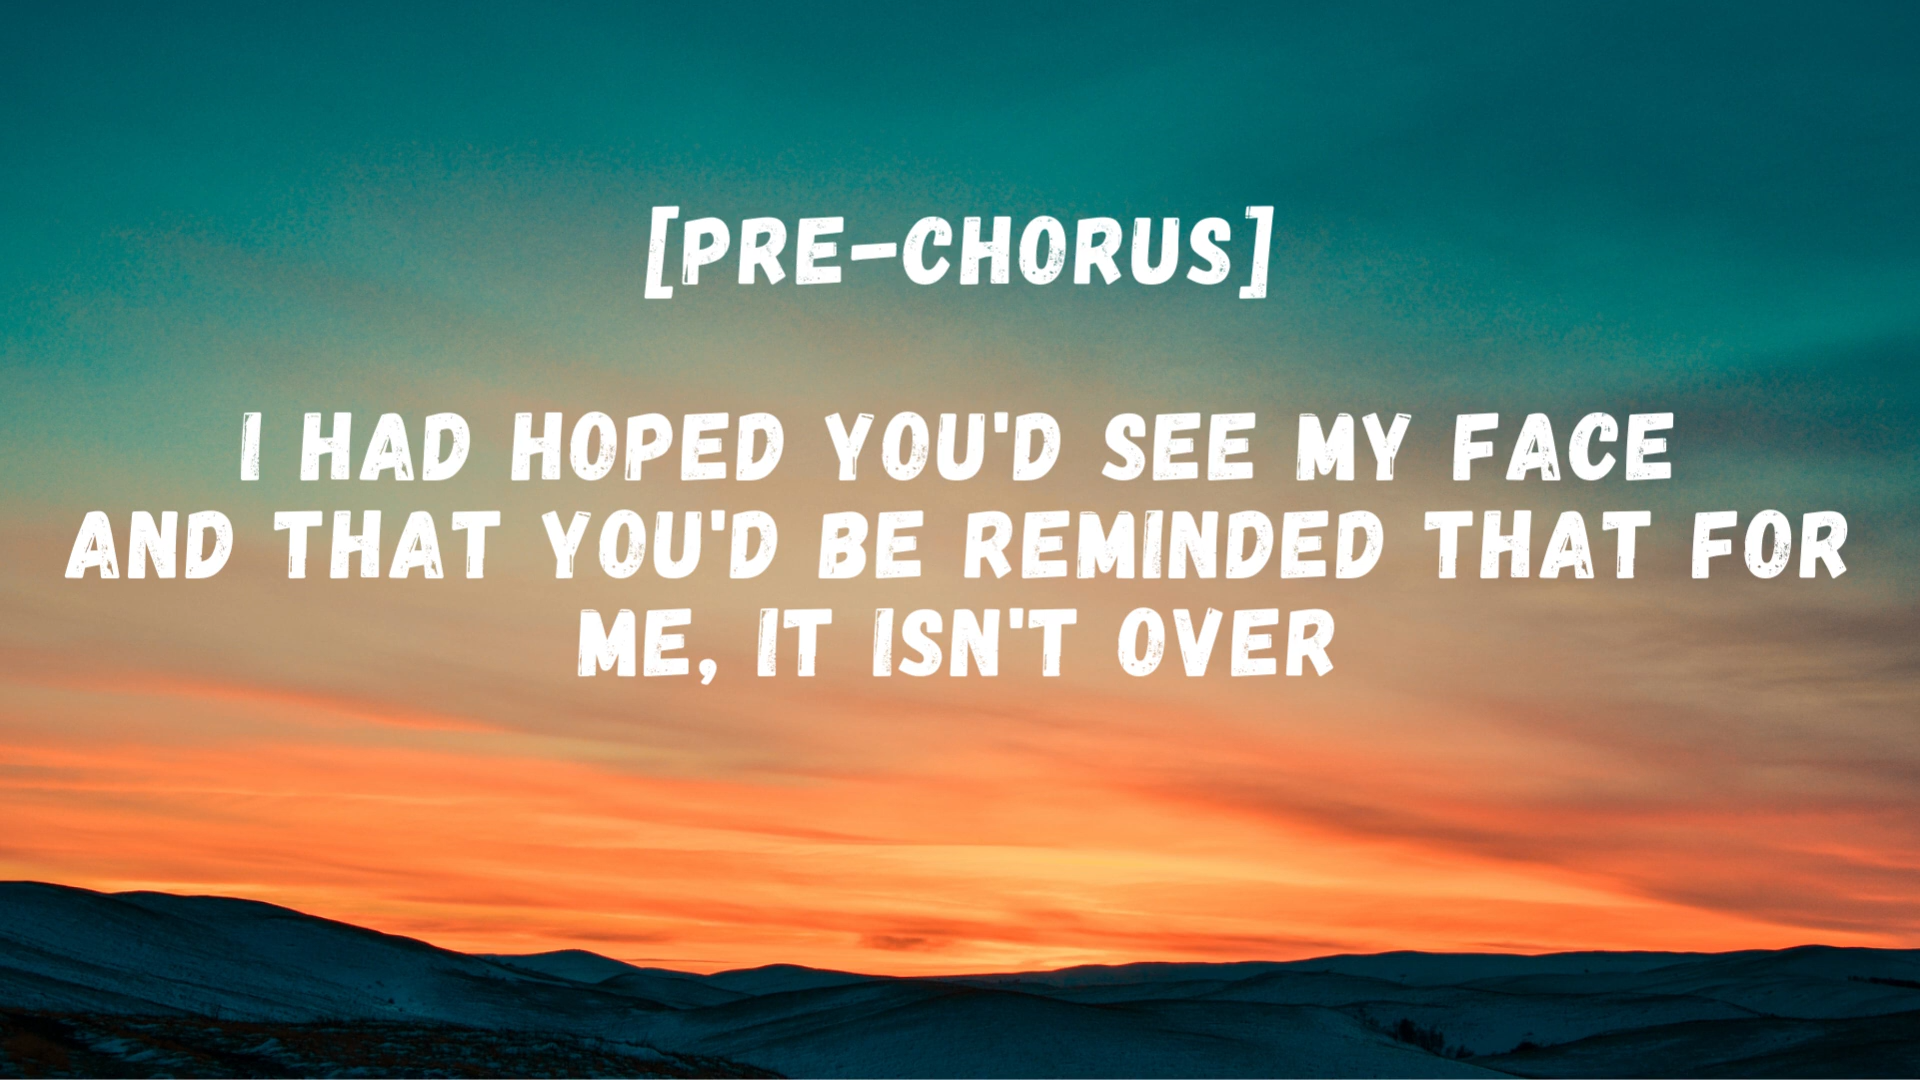 [PRE-CHORUS]
I HAD HOPED YOU'D SEE MY FACE
AND THAT YOU'D BE REMINDED THAT FOR
ME, IT ISN'T OVER